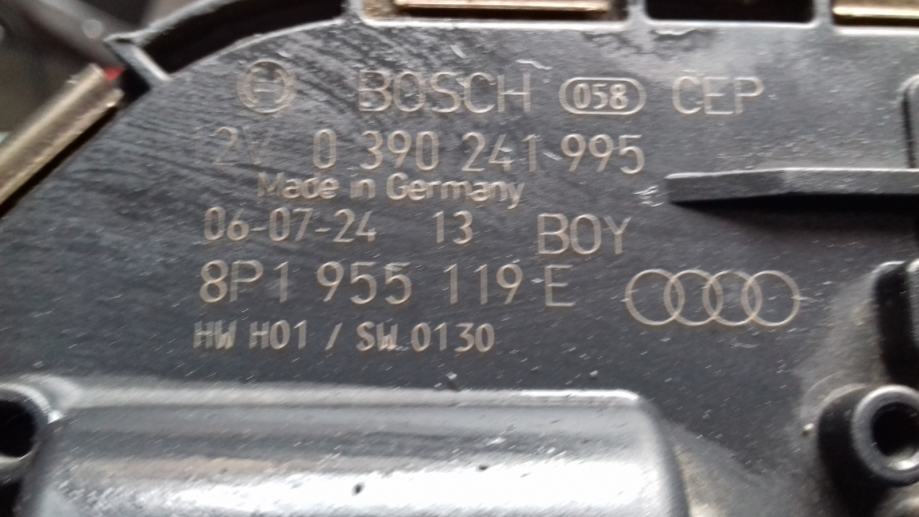 BOSCH 058 CEP
2V 0 390 241 995
Made in Germany
06-07-24 13 BOY
8P1 955 119 E
HW H01 / SW 0130